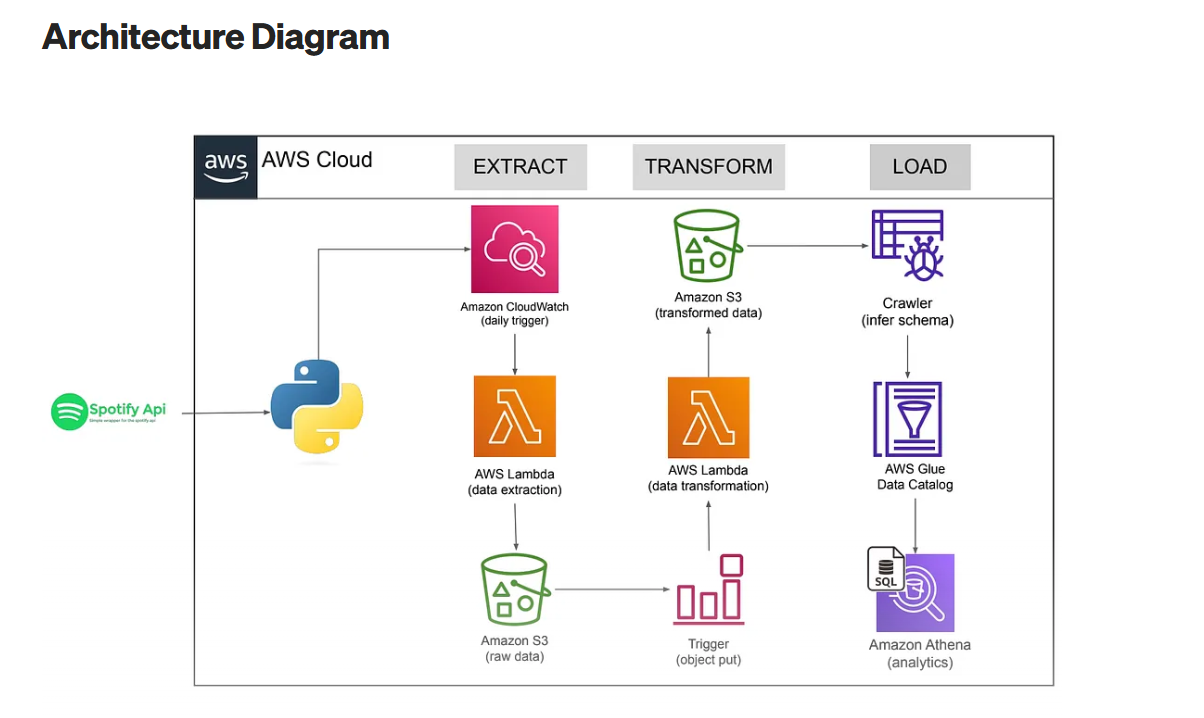 Architecture Diagram
aws
AWS Cloud
EXTRACT
TRANSFORM
LOAD
Amazon CloudWatch
(daily trigger)
Amazon S3
(transformed data)
Crawler
(infer schema)
Spotify Api
Simple wrapper for the spotify api
AWS Lambda
(data extraction)
AWS Lambda
(data transformation)
AWS Glue
Data Catalog
SQL
Amazon S3
(raw data)
Trigger
(object put)
Amazon Athena
(analytics)